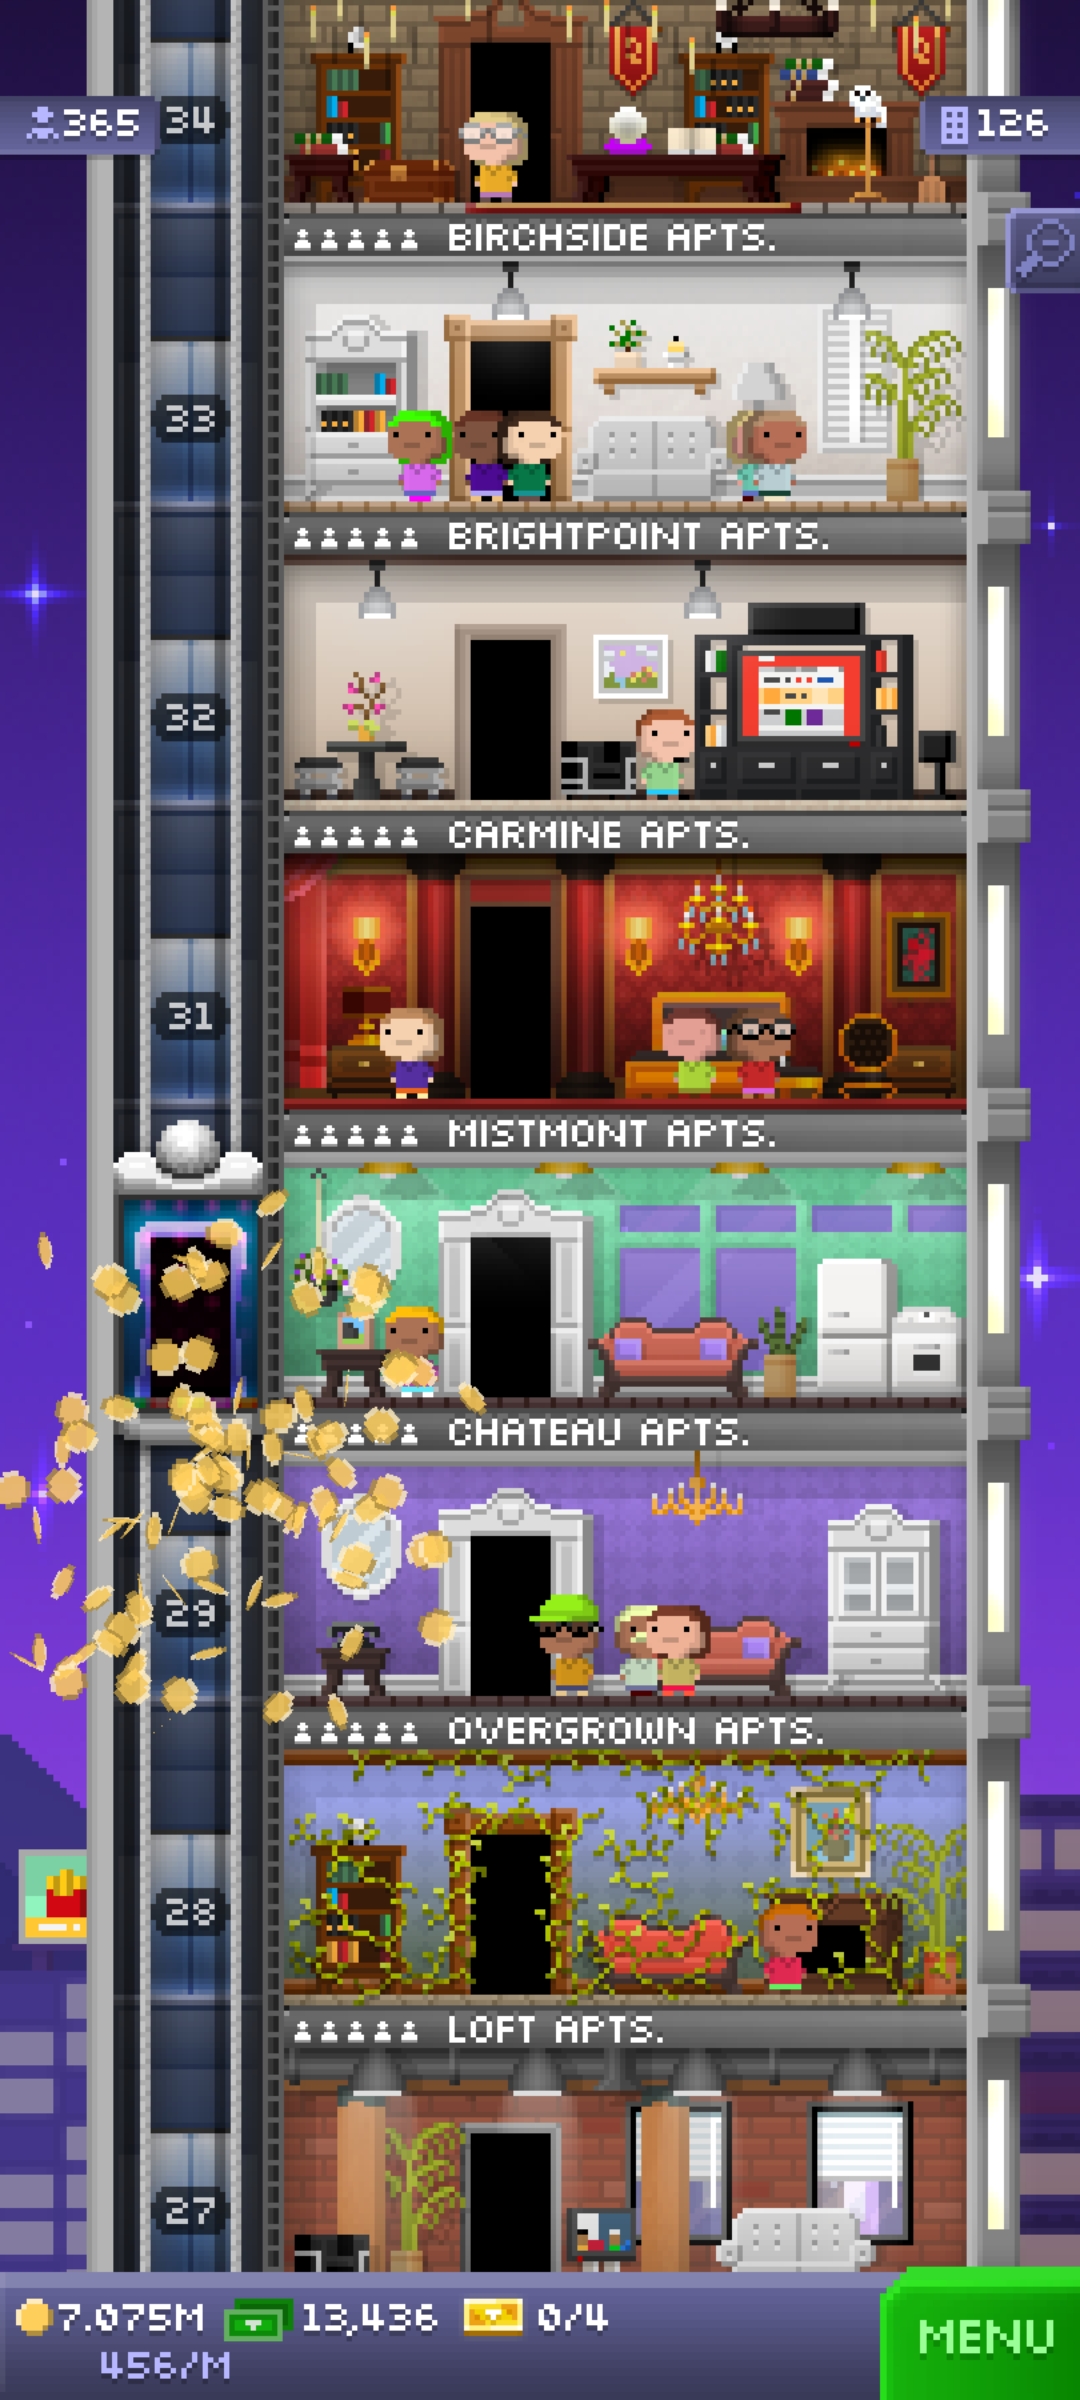 365
34
126
BIRCHSIDE APTS.
33
BRIGHTPOINT APTS.
32
CARMINE APTS.
31
MISTMONT APTS.
CHATEAU APTS.
29
OVERGROWN APTS.
28
LOFT APTS.
27
7.075M 13,436 0/4
456/M
MENU